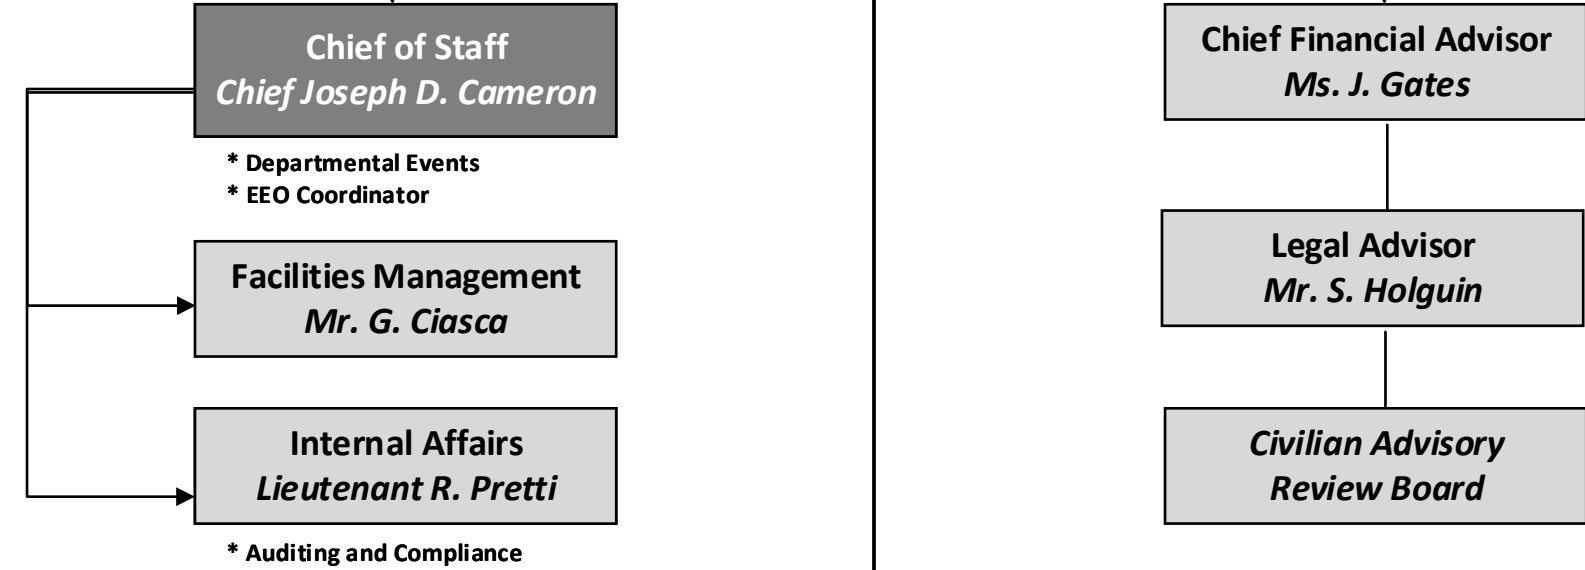 Chief of Staff
Chief Joseph D. Cameron
* Departmental Events
* EEO Coordinator
Facilities Management
Mr. G. Ciasca
Internal Affairs
Lieutenant R. Pretti
* Auditing and Compliance
Chief Financial Advisor
Ms. J. Gates
Legal Advisor
Mr. S. Holguin
Civilian Advisory
Review Board